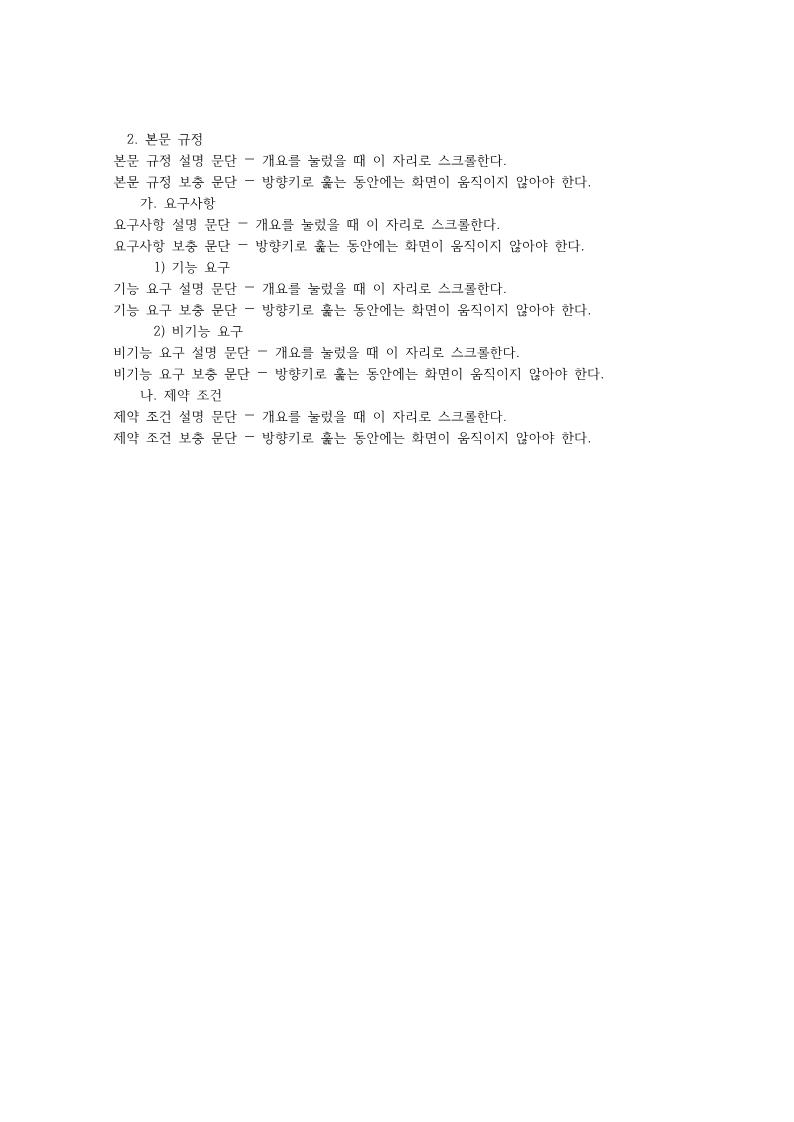 2. 본문 규정
본문 규정 설명 문단 — 개요를 눌렀을 때 이 자리로 스크롤한다.
본문 규정 보충 문단 — 방향키로 훑는 동안에는 화면이 움직이지 않아야 한다.
가. 요구사항
요구사항 설명 문단 — 개요를 눌렀을 때 이 자리로 스크롤한다.
요구사항 보충 문단 — 방향키로 훑는 동안에는 화면이 움직이지 않아야 한다.
1) 기능 요구
기능 요구 설명 문단 — 개요를 눌렀을 때 이 자리로 스크롤한다.
기능 요구 보충 문단 — 방향키로 훑는 동안에는 화면이 움직이지 않아야 한다.
2) 비기능 요구
비기능 요구 설명 문단 — 개요를 눌렀을 때 이 자리로 스크롤한다.
비기능 요구 보충 문단 — 방향키로 훑는 동안에는 화면이 움직이지 않아야 한다.
나. 제약 조건
제약 조건 설명 문단 — 개요를 눌렀을 때 이 자리로 스크롤한다.
제약 조건 보충 문단 — 방향키로 훑는 동안에는 화면이 움직이지 않아야 한다.